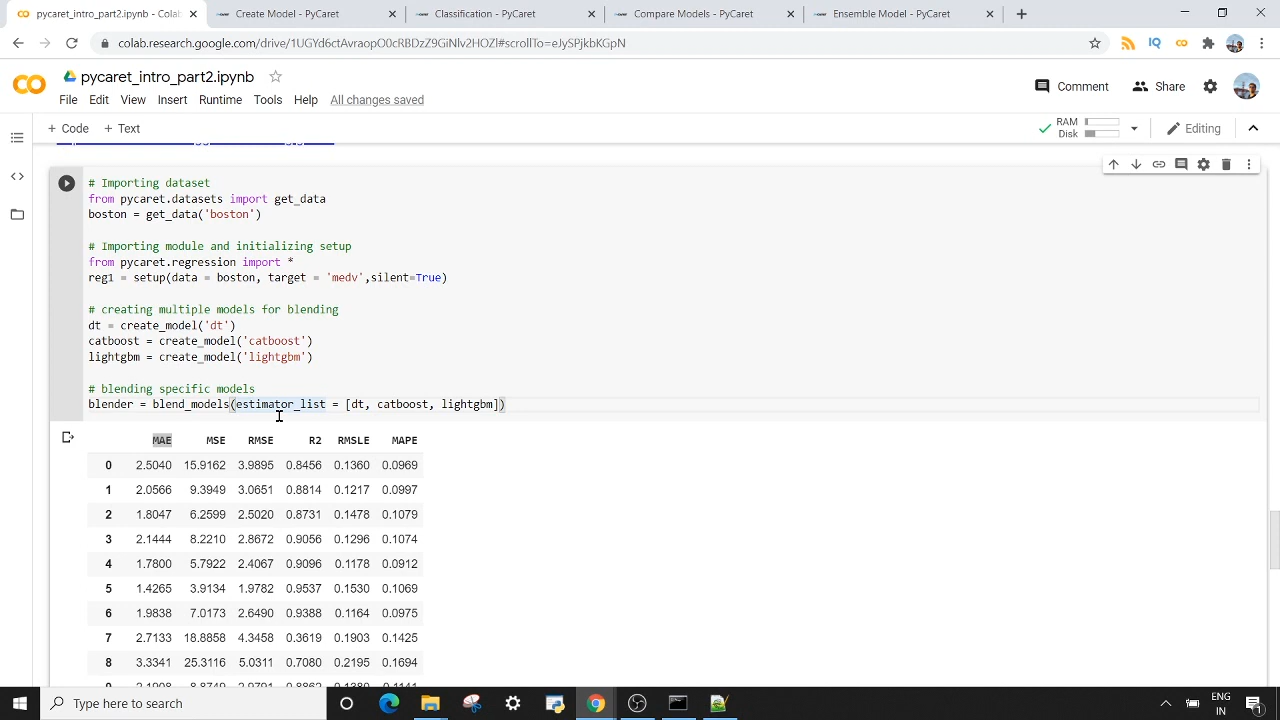 pycaret_intro_part2.ipynb - Colab
Create Model - PyCaret
Classification - PyCaret
Compare Models - PyCaret
Ensemble Model - PyCaret
colab.research.google.com/drive/1UGYd6ctAvraopO0cRBDzZ9GiNv2HOZl#scrollTo=eJySPjkbKGpN
IQ
pycaret_intro_part2.ipynb
File Edit View Insert Runtime Tools Help All changes saved
Comment
Share
+ Code + Text
RAM
Disk
Editing
# Importing dataset
from pycaret.datasets import get_data
boston = get_data('boston')
# Importing module and initializing setup
from pycaret.regression import *
reg1 = setup(data = boston, target = 'medv',silent=True)
# creating multiple models for blending
dt = create_model('dt')
catboost = create_model('catboost')
lightgbm = create_model('lightgbm')
# blending specific models
blender = blend_models(estimator_list = [dt, catboost, lightgbm])
MAE MSE RMSE R2 RMSLE MAPE
0 2.5040 15.9162 3.9895 0.8456 0.1360 0.0969
1 2.0566 9.3949 3.0651 0.8814 0.1217 0.0997
2 1.8047 6.2599 2.5020 0.8731 0.1478 0.1079
3 2.1444 8.2210 2.8672 0.9056 0.1296 0.1074
4 1.7800 5.7922 2.4067 0.9096 0.1178 0.0912
5 1.4265 3.9134 1.9782 0.9537 0.1530 0.1069
6 1.9838 7.0173 2.6490 0.9388 0.1164 0.0975
7 2.7133 18.8858 4.3458 0.3619 0.1903 0.1425
8 3.3341 25.3116 5.0311 0.7080 0.2195 0.1694
Type here to search
ENG
IN